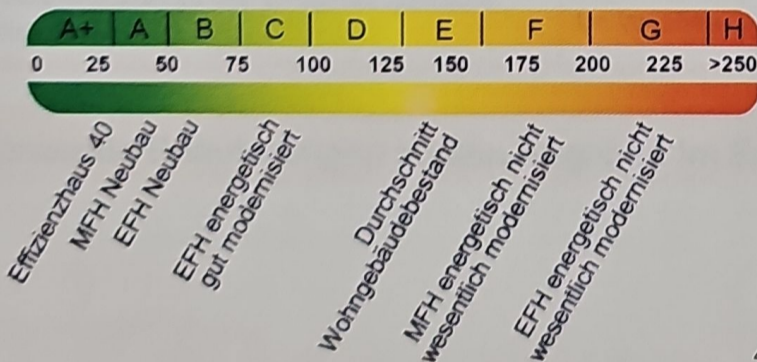 A+ A B C D E F G H
0 25 50 75 100 125 150 175 200 225 >250
Effizienzhaus 40
MFH Neubau
EFH Neubau
EFH energetisch
gut modernisiert
Durchschnitt
Wohngebäudebestand
MFH energetisch nicht
wesentlich modernisiert
EFH energetisch nicht
wesentlich modernisiert